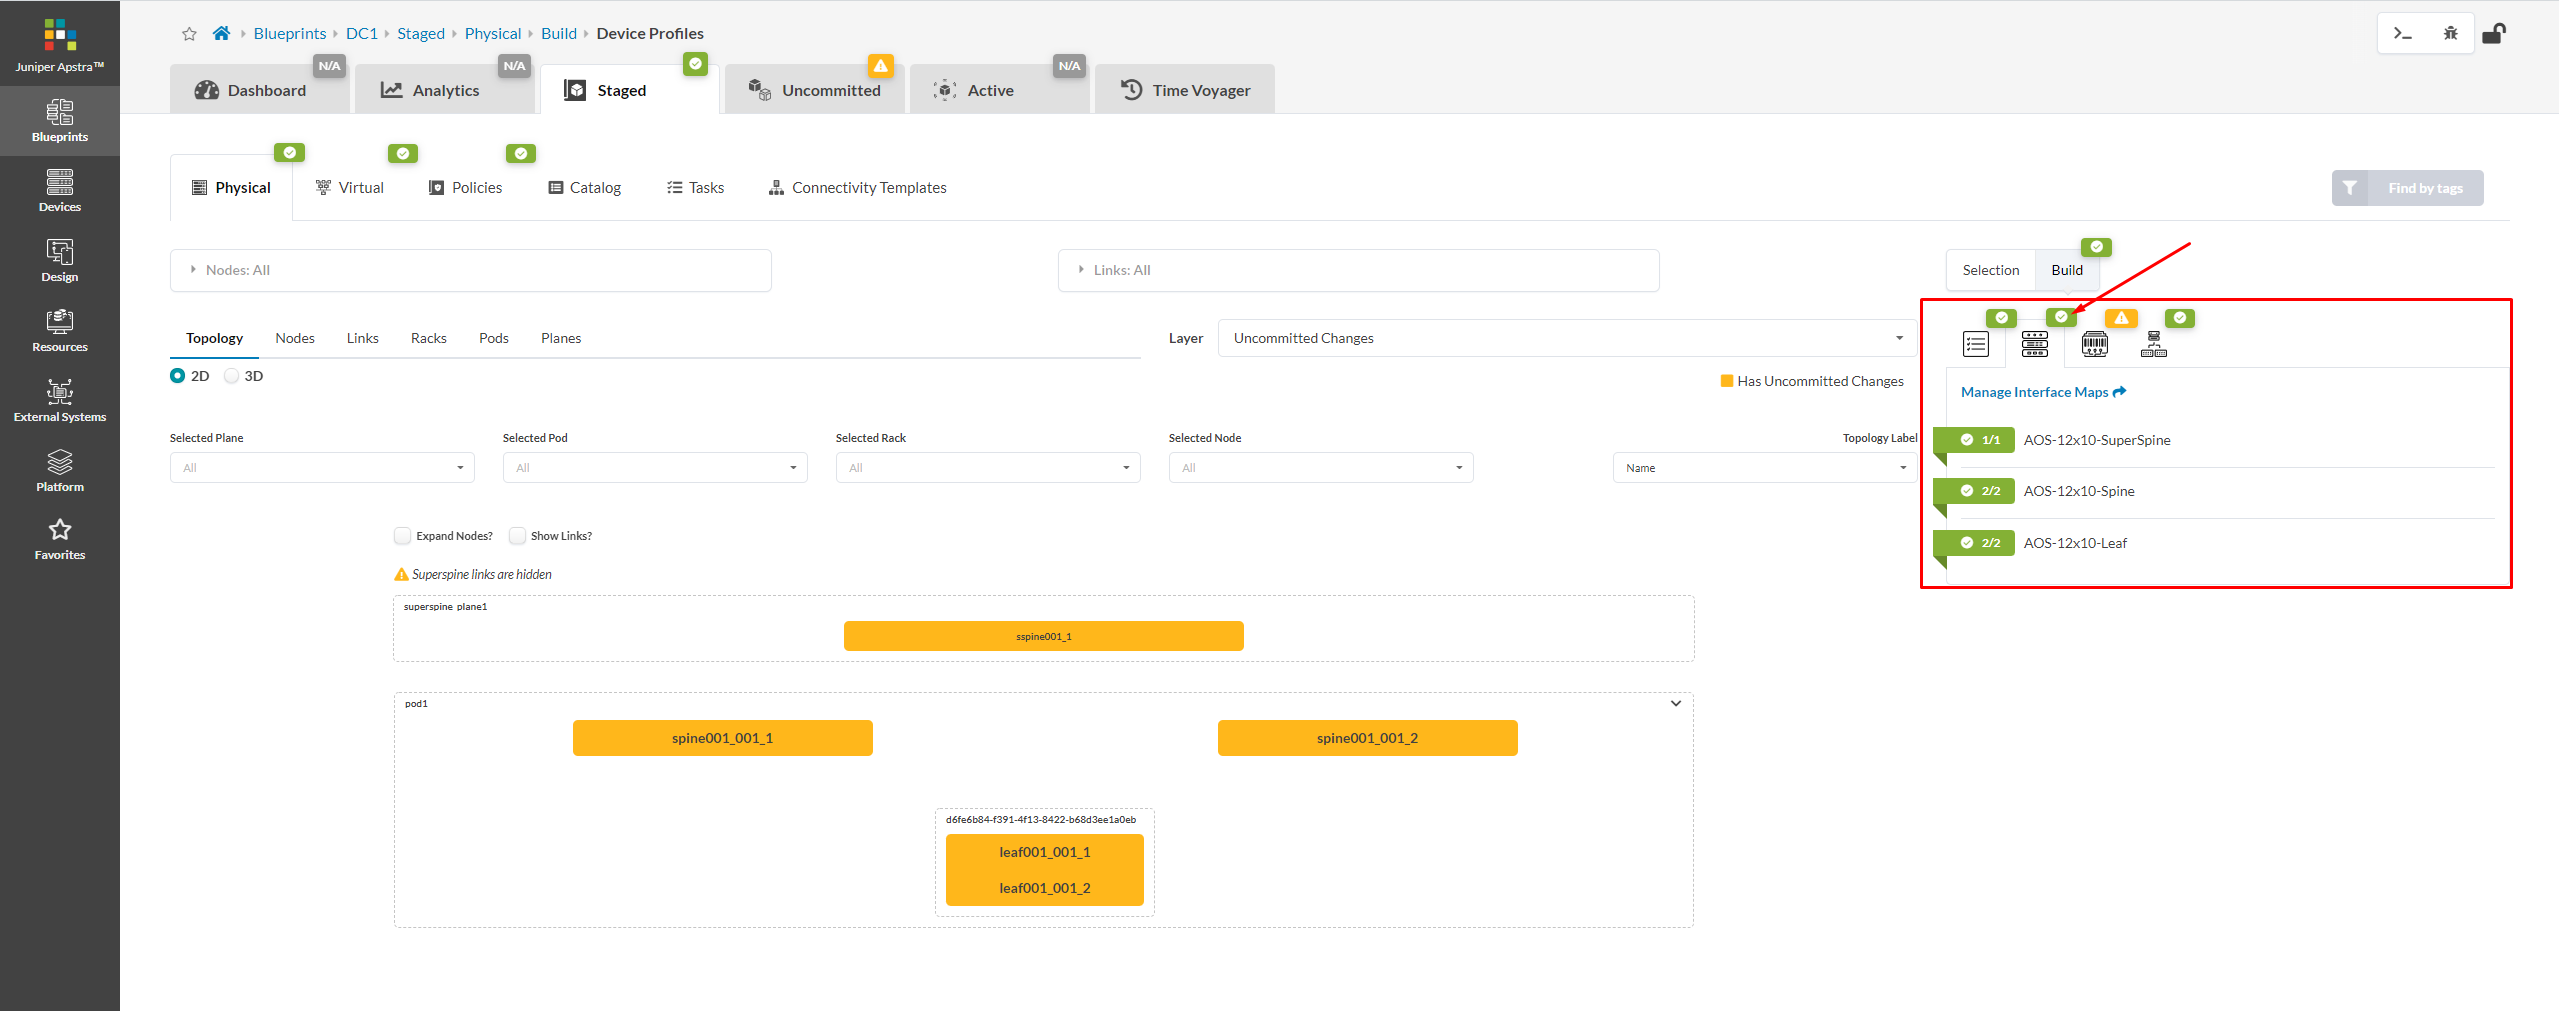 Juniper Apstra™
Blueprints
Devices
Design
Resources
External Systems
Platform
Favorites
Blueprints DC1 Staged Physical Build Device Profiles
Dashboard N/A
Analytics N/A
Staged
Uncommitted
Active N/A
Time Voyager
Physical
Virtual
Policies
Catalog
Tasks
Connectivity Templates
Find by tags
Nodes: All
Links: All
Selection
Build
Topology Nodes Links Racks Pods Planes
Layer Uncommitted Changes
2D 3D
Has Uncommitted Changes
Manage Interface Maps
1/1 AOS-12x10-SuperSpine
2/2 AOS-12x10-Spine
2/2 AOS-12x10-Leaf
Selected Plane
All
Selected Pod
All
Selected Rack
All
Selected Node
All
Topology Label
Name
Expand Nodes? Show Links?
Superspine links are hidden
superspine plane1
sspine001_1
pod1
spine001_001_1
spine001_001_2
d6fe6b84-f391-4f13-8422-b68d3ee1a0eb
leaf001_001_1
leaf001_001_2